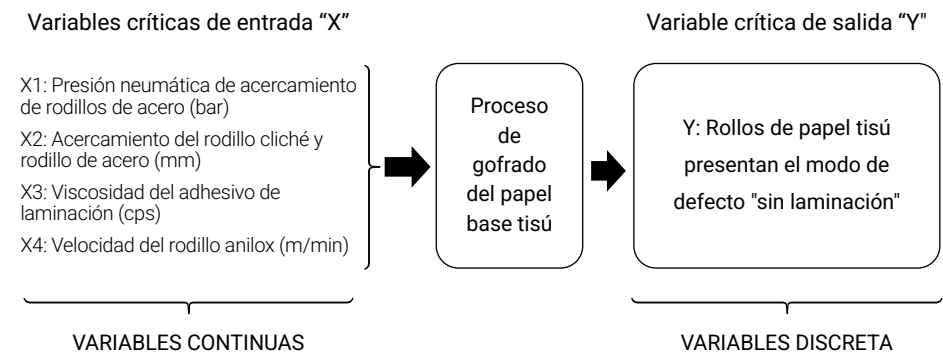 Variables críticas de entrada “X”
Variable crítica de salida “Y"
X1: Presión neumática de acercamiento
de rodillos de acero (bar)
X2: Acercamiento del rodillo cliché y
rodillo de acero (mm)
X3: Viscosidad del adhesivo de
laminación (cps)
X4: Velocidad del rodillo anilox (m/min)
Proceso
de
gofrado
del papel
base tisú
Y: Rollos de papel tisú
presentan el modo de
defecto "sin laminación"
VARIABLES CONTINUAS
VARIABLES DISCRETA